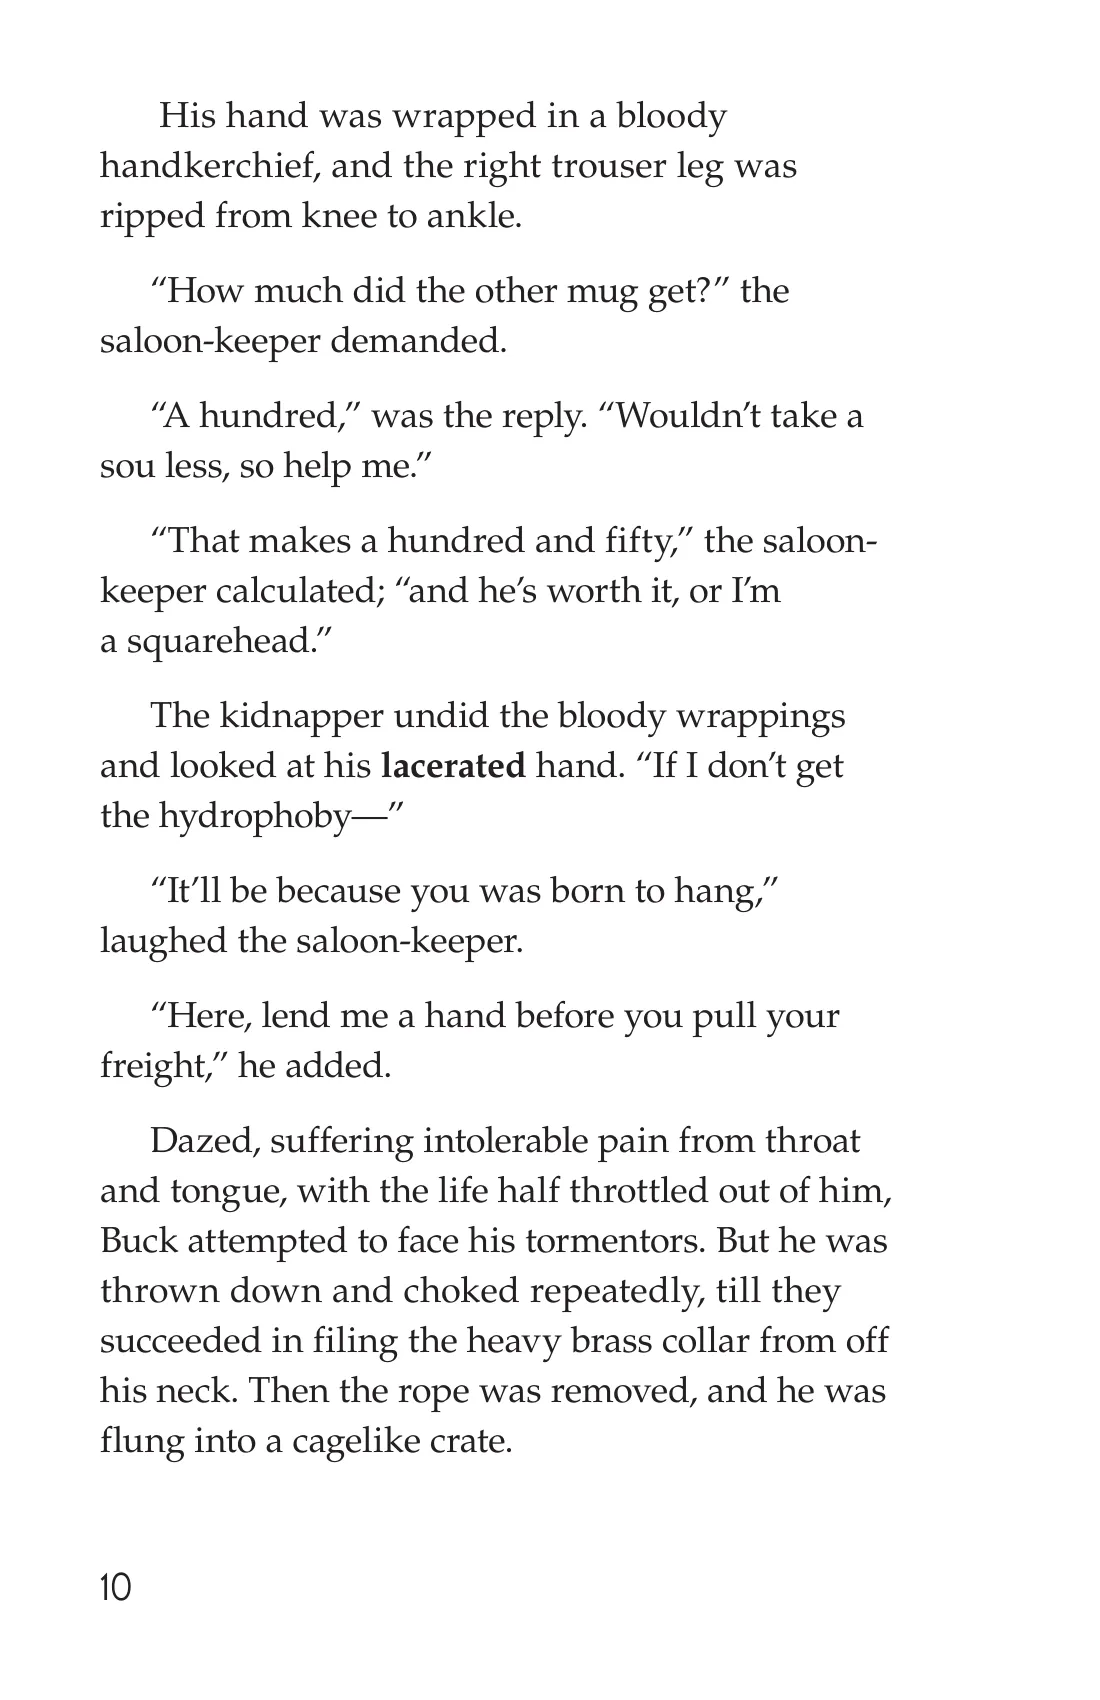 His hand was wrapped in a bloody
handkerchief, and the right trouser leg was
ripped from knee to ankle.
“How much did the other mug get?” the
saloon-keeper demanded.
“A hundred,” was the reply. “Wouldn’t take a
sou less, so help me.”
“That makes a hundred and fifty,” the saloon-
keeper calculated; “and he’s worth it, or I’m
a squarehead.”
The kidnapper undid the bloody wrappings
and looked at his lacerated hand. “If I don’t get
the hydrophoby—”
“It’ll be because you was born to hang,”
laughed the saloon-keeper.
“Here, lend me a hand before you pull your
freight,” he added.
Dazed, suffering intolerable pain from throat
and tongue, with the life half throttled out of him,
Buck attempted to face his tormentors. But he was
thrown down and choked repeatedly, till they
succeeded in filing the heavy brass collar from off
his neck. Then the rope was removed, and he was
flung into a cagelike crate.
10